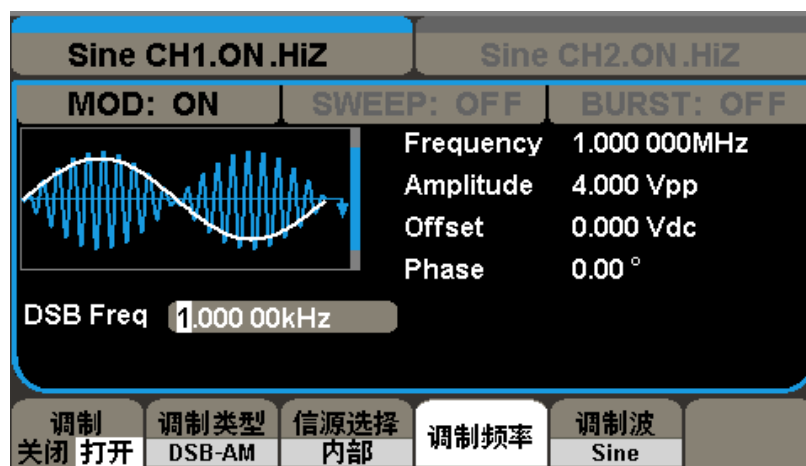 Sine CH1.ON.HiZ
Sine CH2.ON.HiZ
MOD: ON
SWEEP: OFF
BURST: OFF
Frequency 1.000 000MHz
Amplitude 4.000 Vpp
Offset 0.000 Vdc
Phase 0.00 °
DSB Freq 1.000 00kHz
调制
关闭 打开
调制类型
DSB-AM
信源选择
内部
调制频率
调制波
Sine